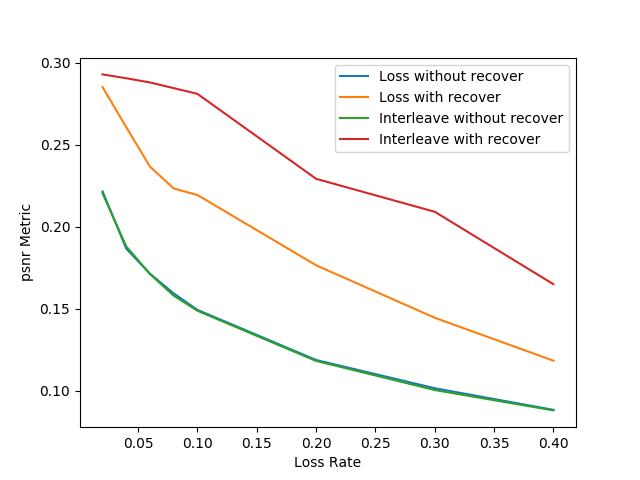 Loss without recover
Loss with recover
Interleave without recover
Interleave with recover
psnr Metric
0.30
0.25
0.20
0.15
0.10
0.05
0.10
0.15
0.20
0.25
0.30
0.35
0.40
Loss Rate